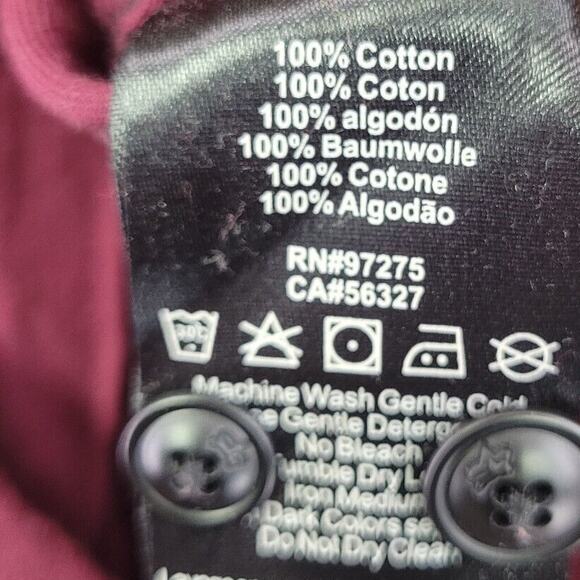 100% Cotton
100% Coton
100% algodón
100% Baumwolle
100% Cotone
100% Algodão
RN#97275
CA#56327
30C
Machine Wash Gentle Cold
Gentle
No Bleach
Dry
Iron Medium
Dark Colors
Do Not Dry Clean